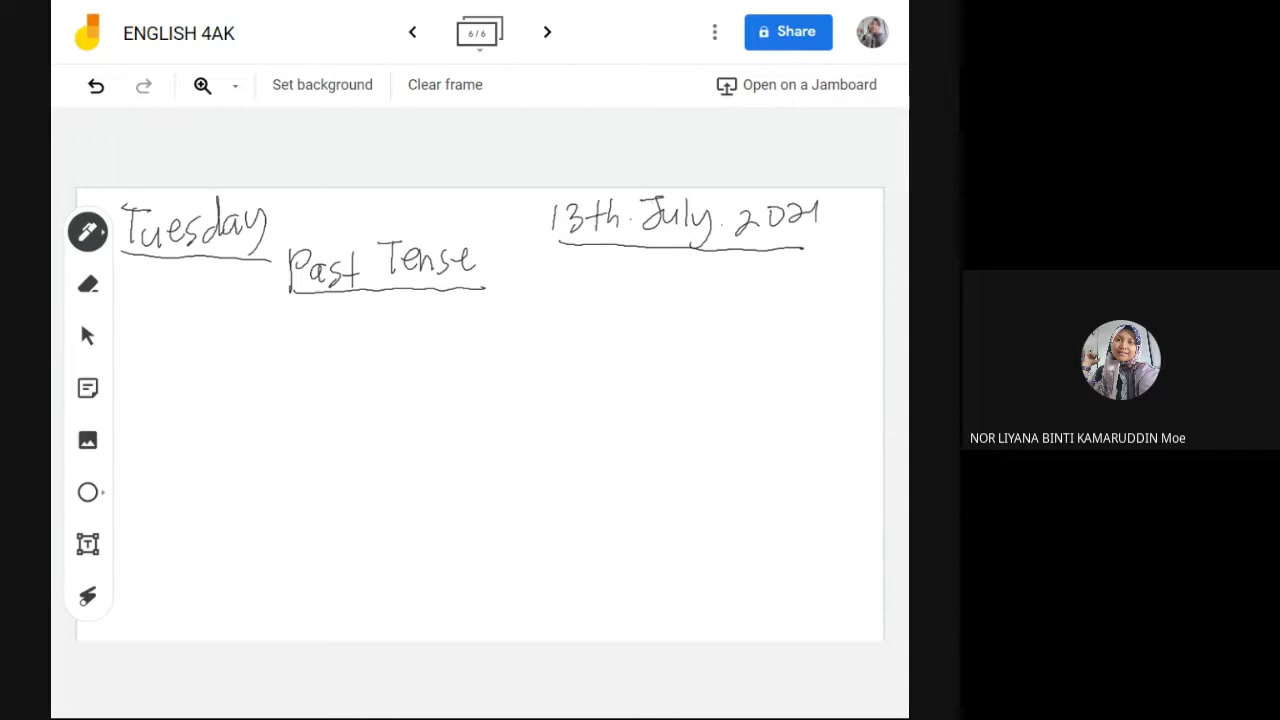 ENGLISH 4AK
6/6
Share
Set background
Clear frame
Open on a Jamboard
Tuesday
13th. July. 2021
Past Tense
NOR LIYANA BINTI KAMARUDDIN Moe